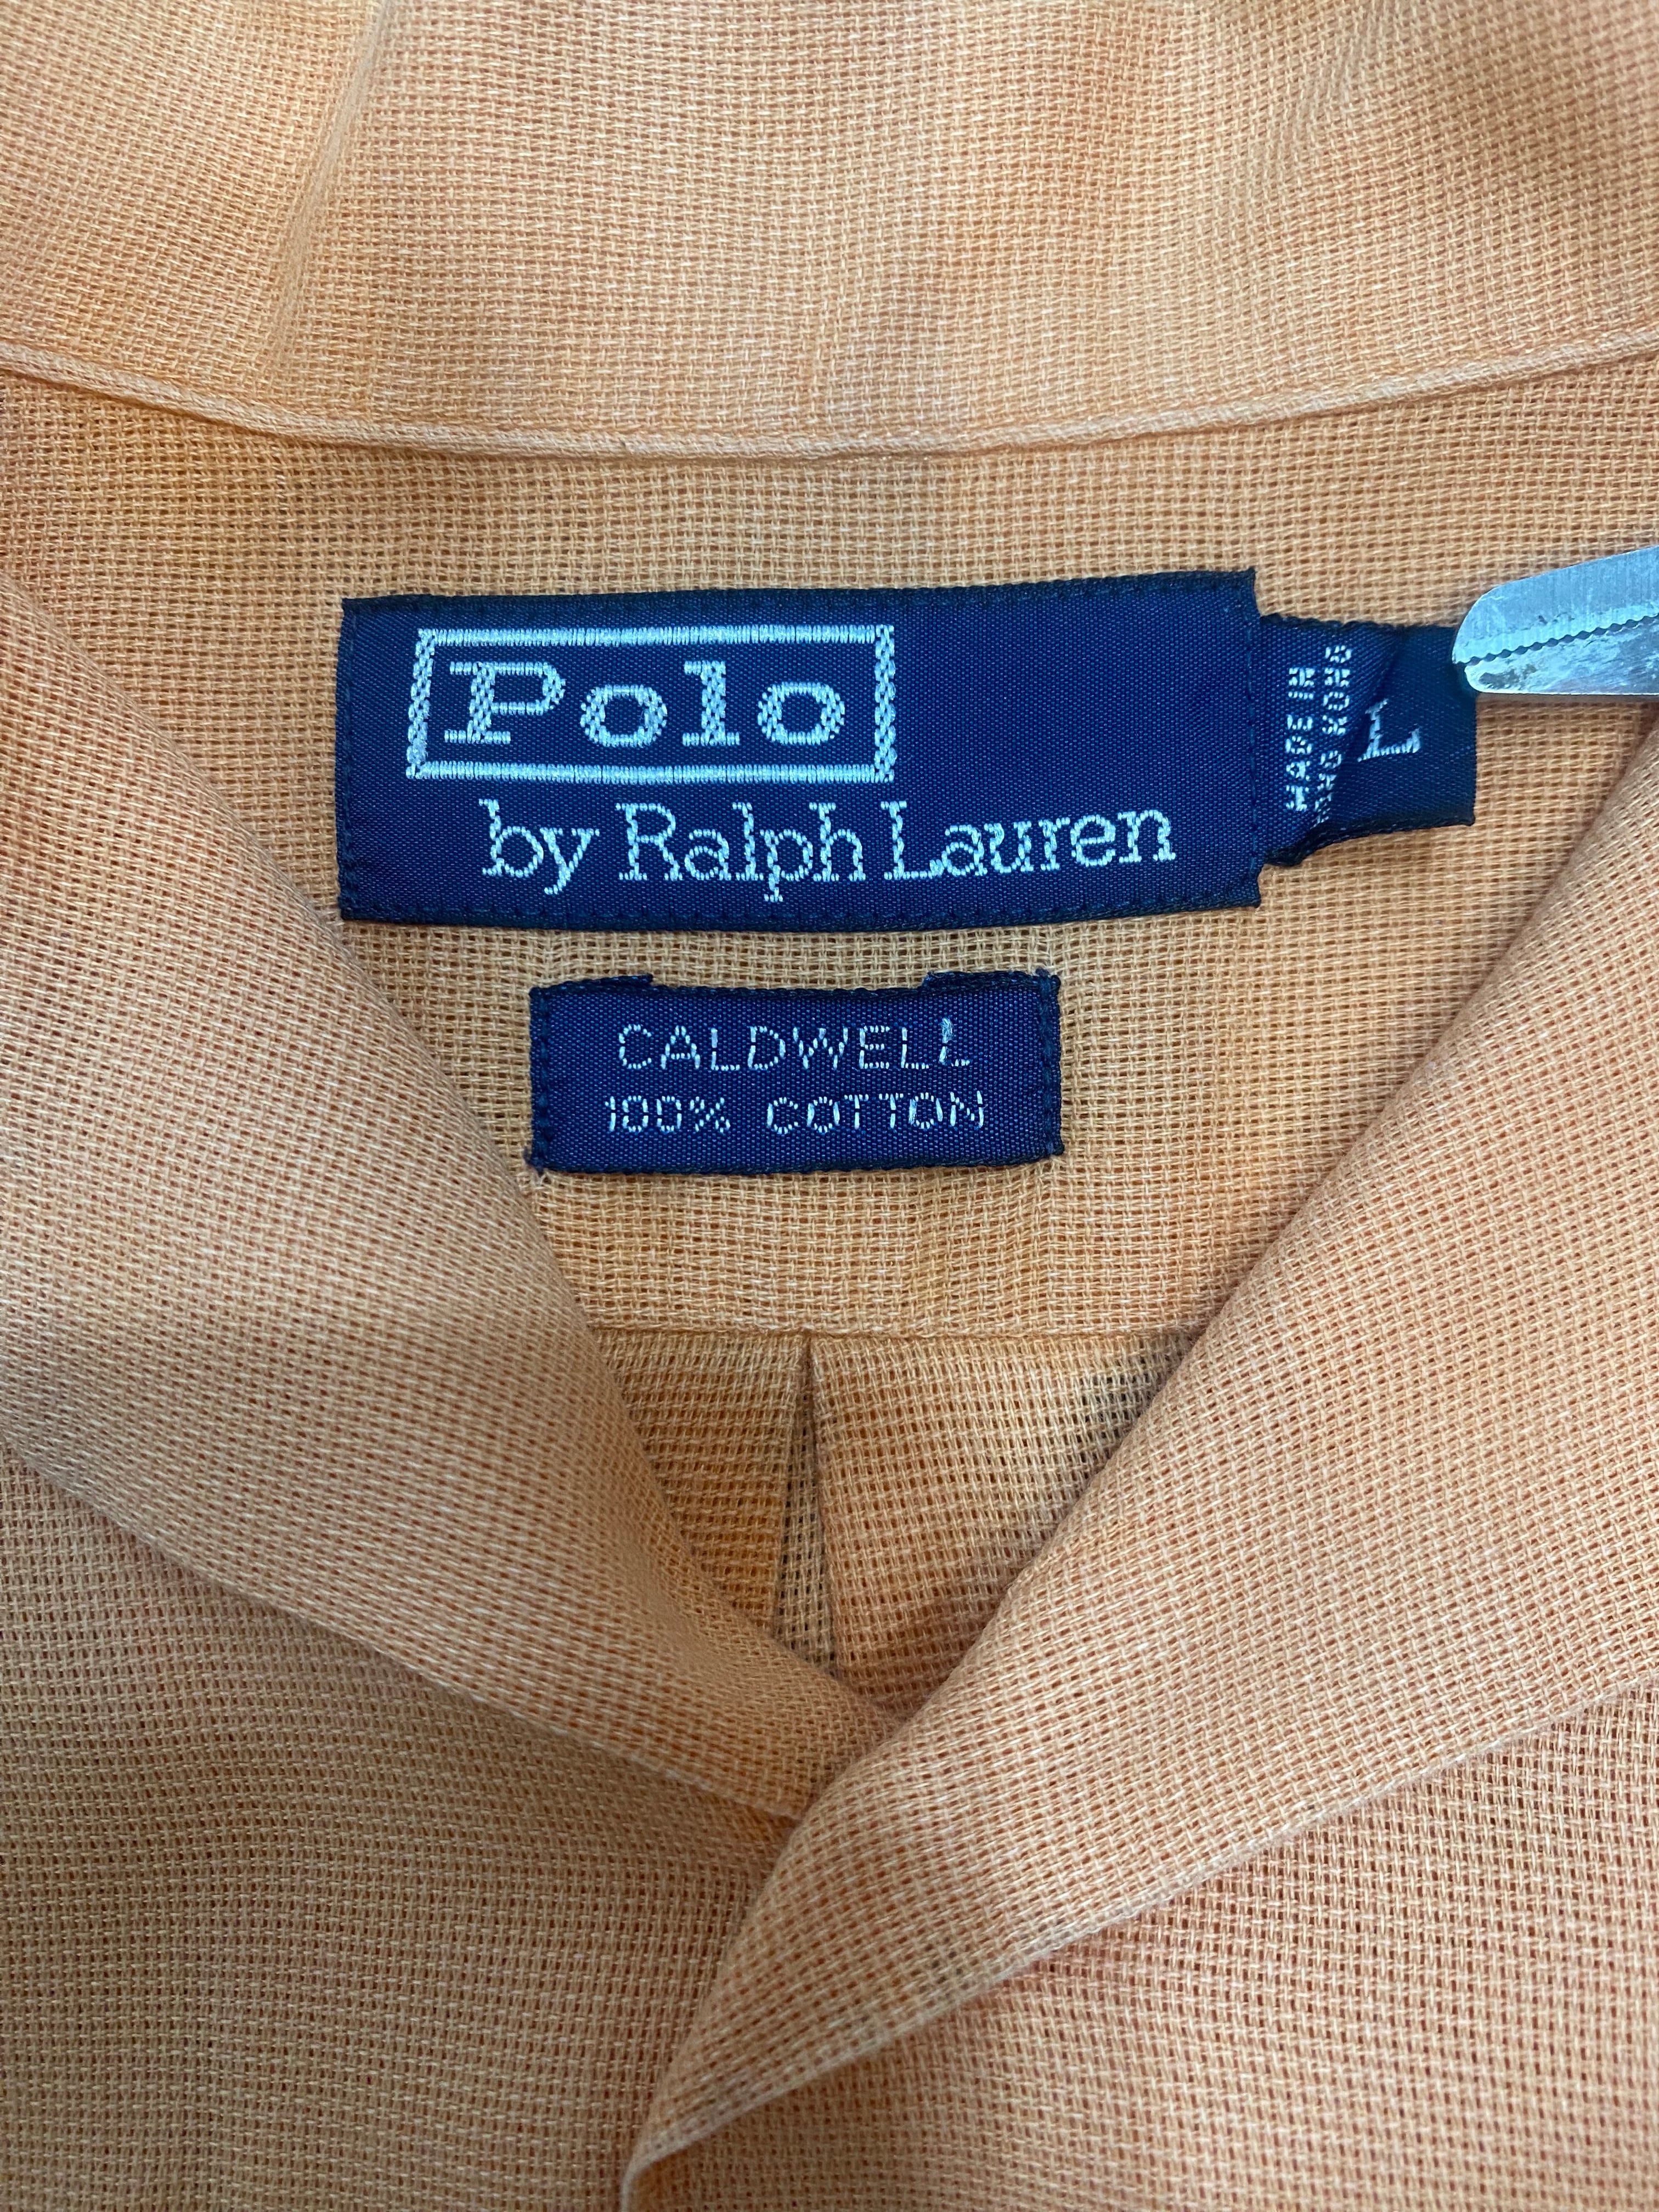 Polo
by Ralph Lauren
MADE IN
HONG KONG
L
CALDWELL
100% COTTON